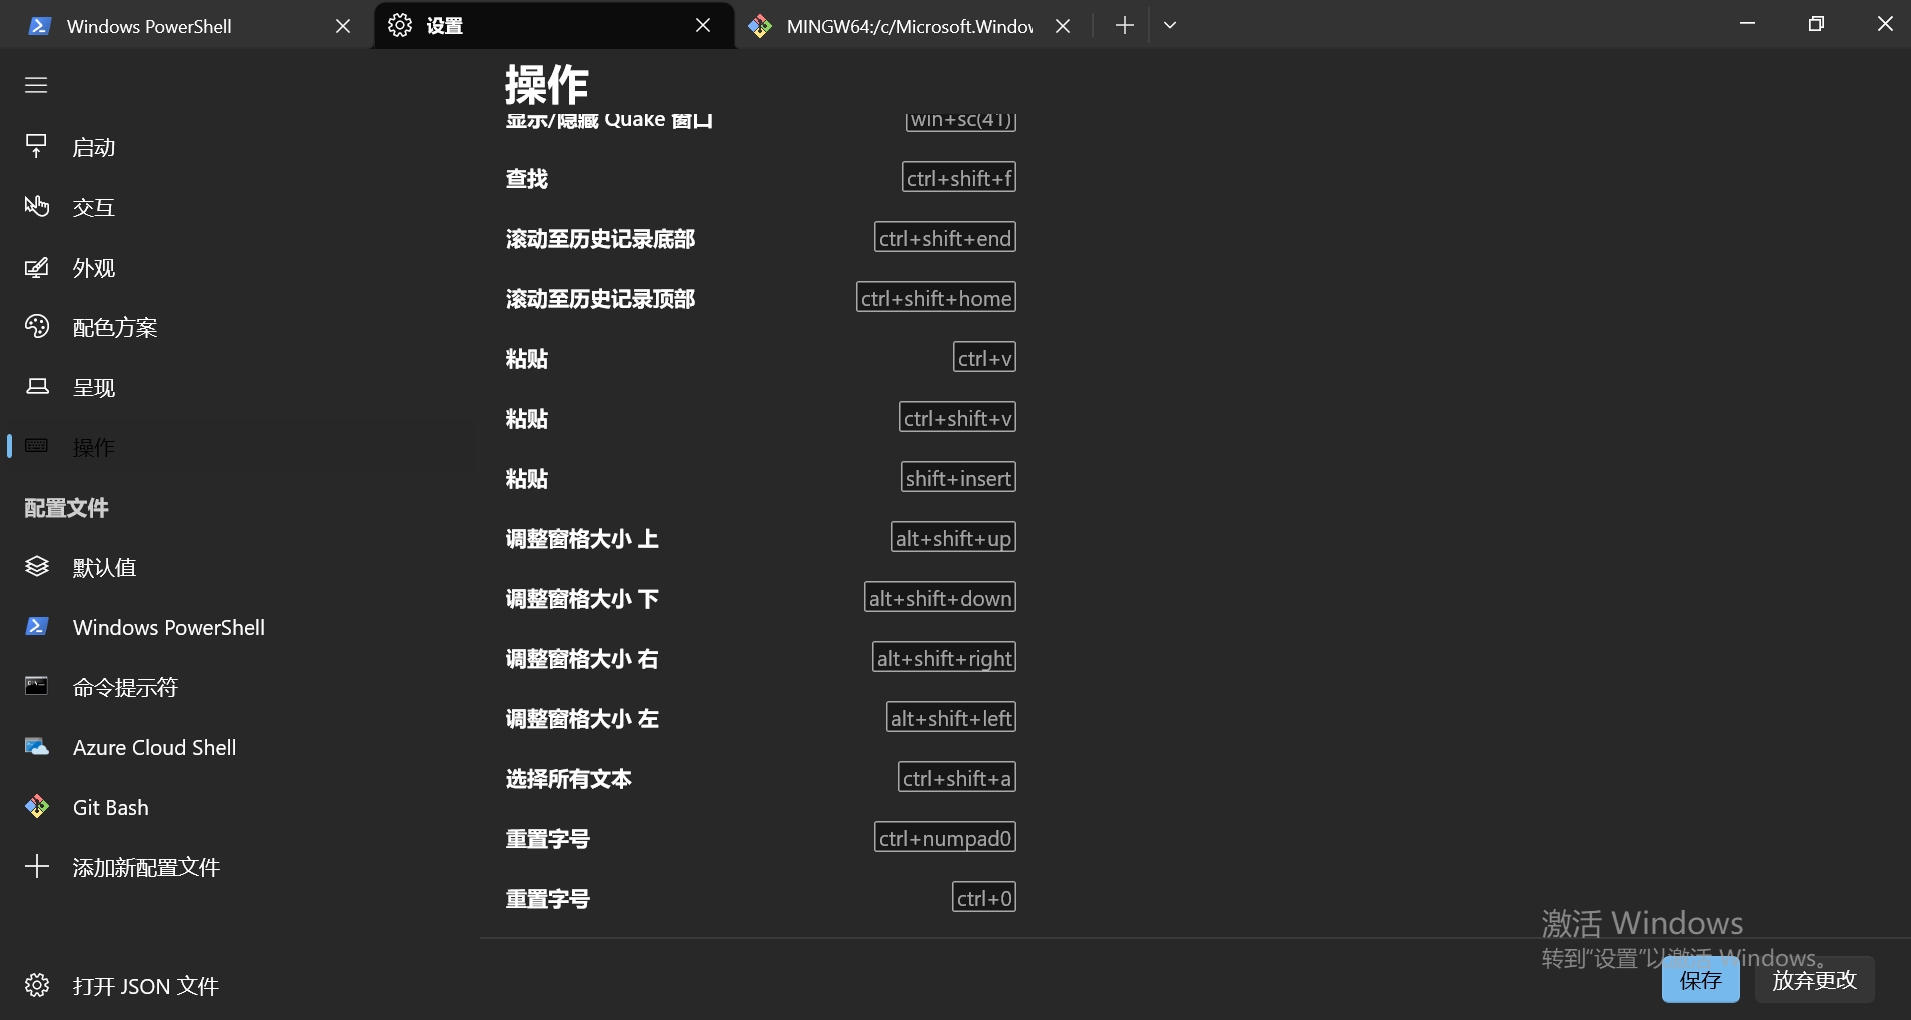 Windows PowerShell
设置
MINGW64:/c/Microsoft.Window
启动
交互
外观
配色方案
呈现
操作
配置文件
默认值
Windows PowerShell
命令提示符
Azure Cloud Shell
Git Bash
添加新配置文件
打开 JSON 文件
操作
显示/隐藏 Quake 窗口 win+sc(41)
查找 ctrl+shift+f
滚动至历史记录底部 ctrl+shift+end
滚动至历史记录顶部 ctrl+shift+home
粘贴 ctrl+v
粘贴 ctrl+shift+v
粘贴 shift+insert
调整窗格大小 上 alt+shift+up
调整窗格大小 下 alt+shift+down
调整窗格大小 右 alt+shift+right
调整窗格大小 左 alt+shift+left
选择所有文本 ctrl+shift+a
重置字号 ctrl+numpad0
重置字号 ctrl+0
激活 Windows
转到“设置”以激活 Windows。
保存
放弃更改